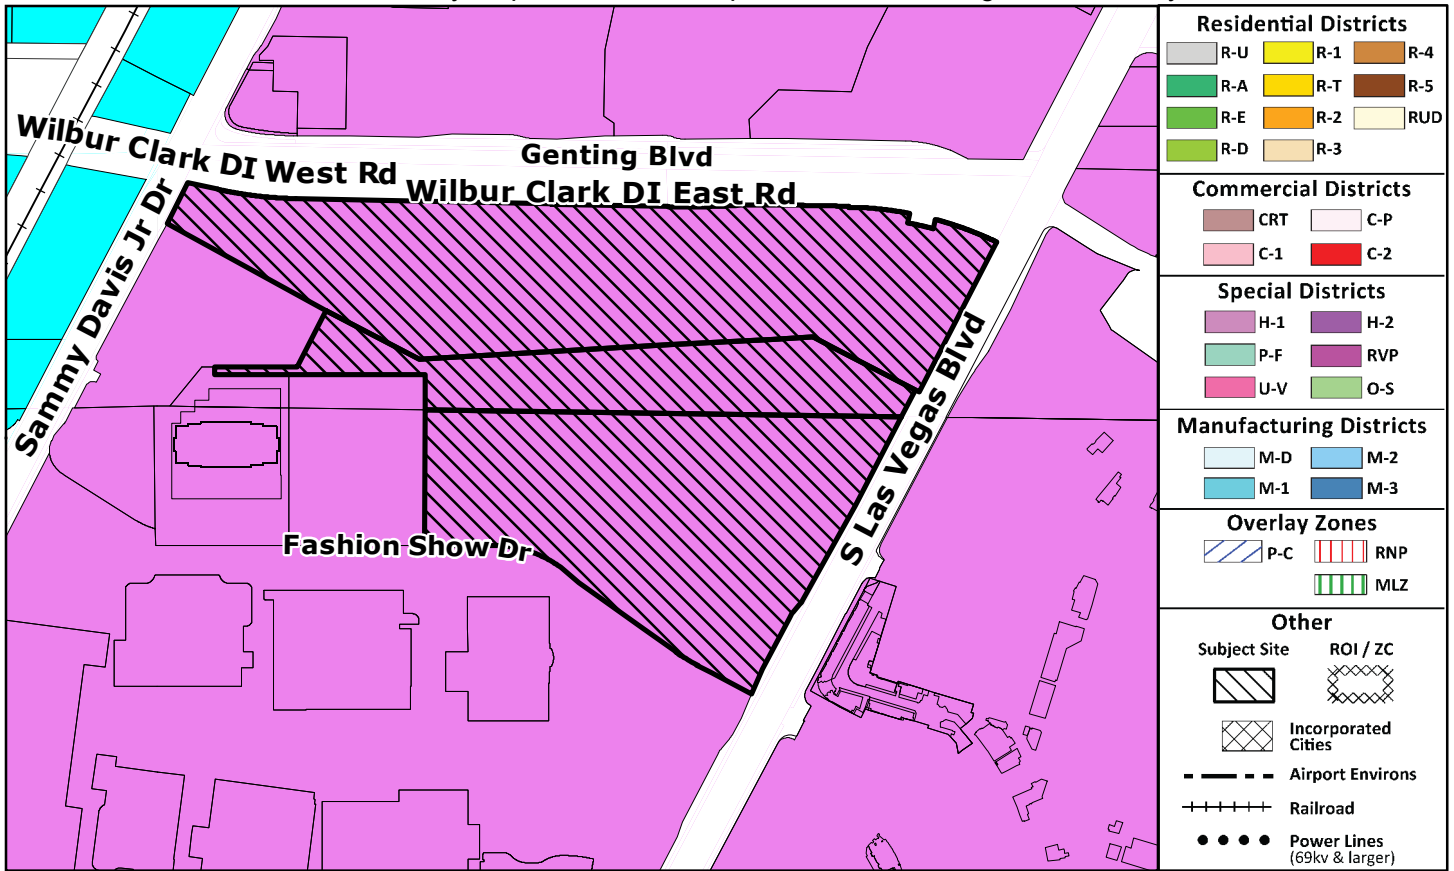 Wilbur Clark DI West Rd
Genting Blvd
Wilbur Clark DI East Rd
Sammy Davis Jr Dr
S Las Vegas Blvd
Fashion Show Dr
Residential Districts
R-U R-1 R-4
R-A R-T R-5
R-E R-2 RUD
R-D R-3
Commercial Districts
CRT C-P
C-1 C-2
Special Districts
H-1 H-2
P-F RVP
U-V O-S
Manufacturing Districts
M-D M-2
M-1 M-3
Overlay Zones
P-C RNP
MLZ
Other
Subject Site ROI / ZC
Incorporated
Cities
Airport Environs
Railroad
Power Lines
(69kv & larger)